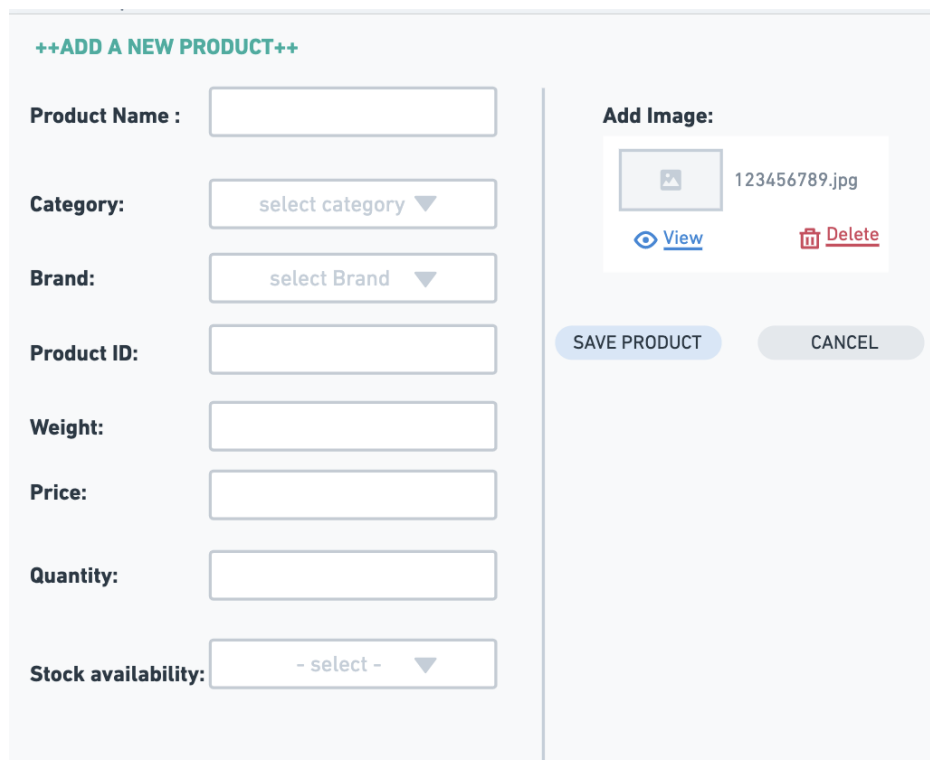 ++ADD A NEW PRODUCT++
Product Name :
Category:
select category
Brand:
select Brand
Product ID:
Weight:
Price:
Quantity:
Stock availability:
- select -
Add Image:
123456789.jpg
View
Delete
SAVE PRODUCT
CANCEL